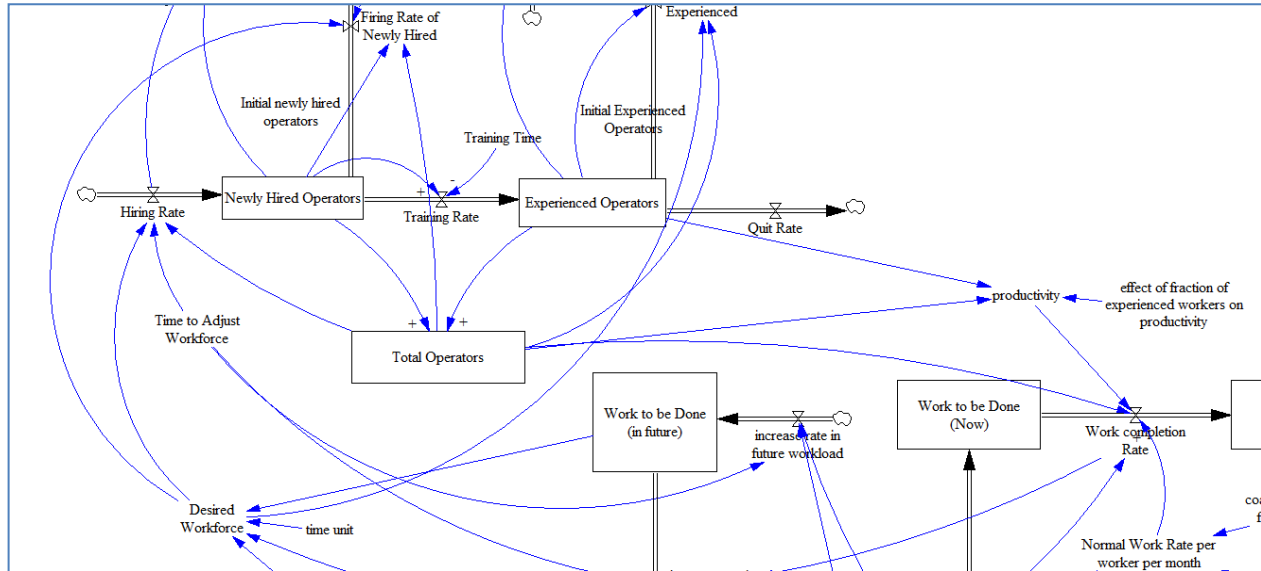 Firing Rate of
Newly Hired
Experienced
Initial newly hired
operators
Initial Experienced
Operators
Training Time
-
+
Newly Hired Operators
Experienced Operators
Hiring Rate
Training Rate
Quit Rate
productivity
effect of fraction of
experienced workers on
productivity
Time to Adjust
Workforce
+
+
Total Operators
Work to be Done
(in future)
Work to be Done
(Now)
increase rate in
future workload
Work completion
Rate
+
Desired
Workforce
time unit
Normal Work Rate per
worker per month